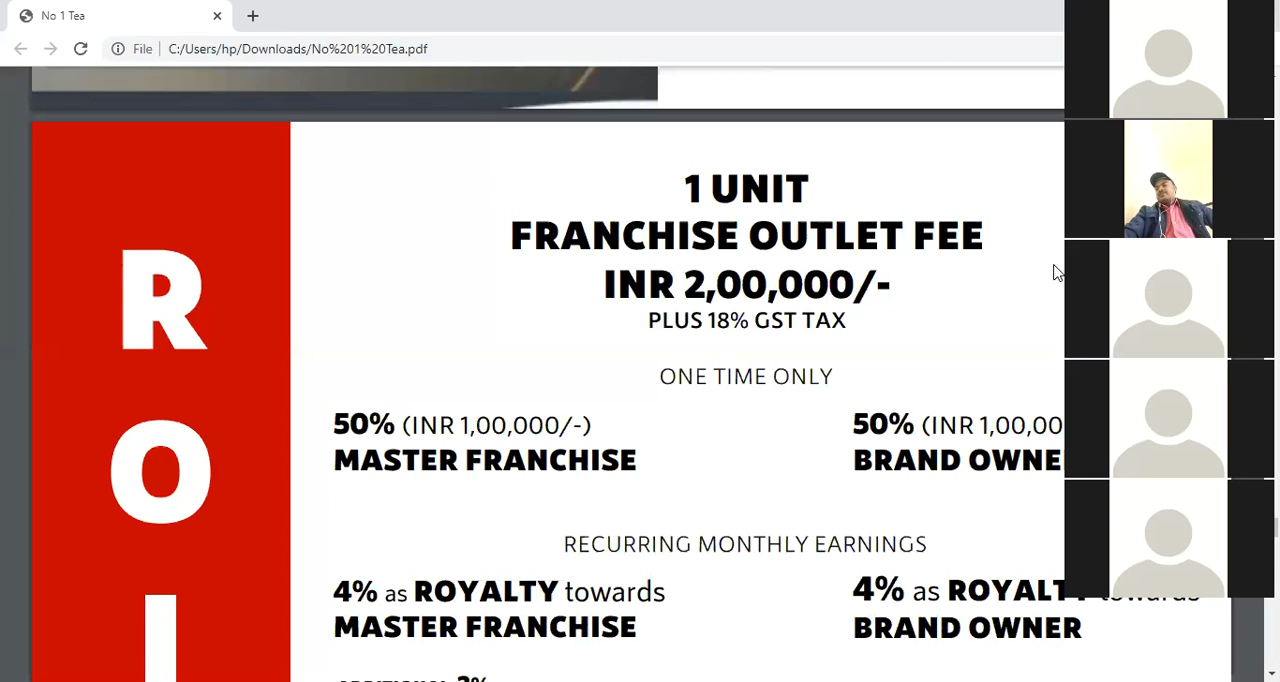 No 1 Tea
File
C:/Users/hp/Downloads/No%201%20Tea.pdf
R
O
I
1 UNIT
FRANCHISE OUTLET FEE
INR 2,00,000/-
PLUS 18% GST TAX
ONE TIME ONLY
50% (INR 1,00,000/-)
MASTER FRANCHISE
50% (INR 1,00,00
BRAND OWNE
RECURRING MONTHLY EARNINGS
4% as ROYALTY towards
MASTER FRANCHISE
4% as ROYALTY towards
BRAND OWNER